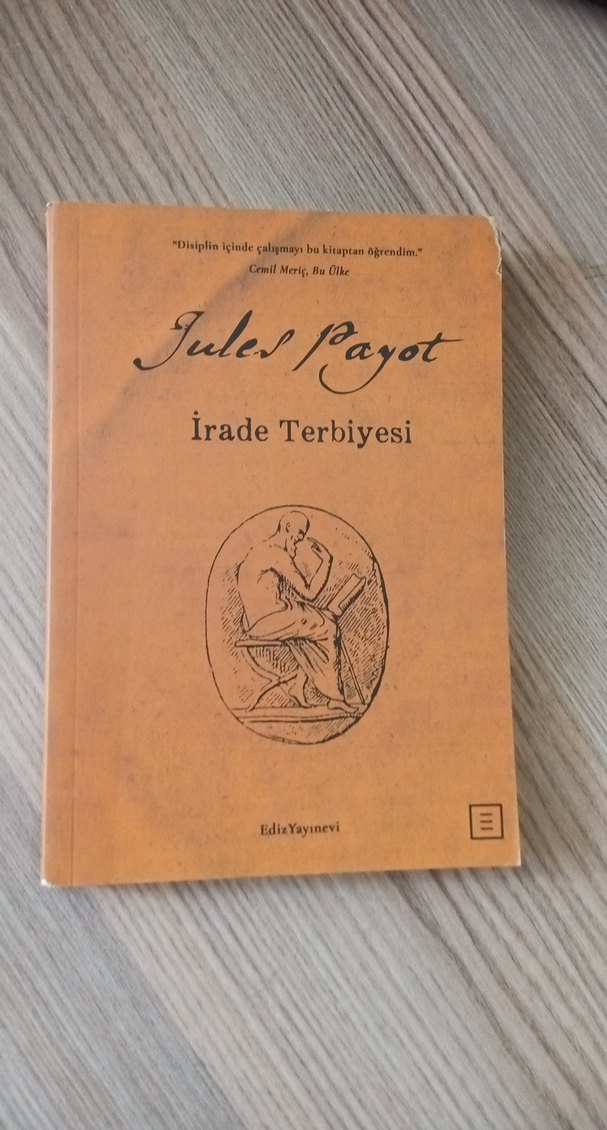 “Disiplin içinde çalışmayı bu kitaptan öğrendim.”
Cemil Meriç, Bu Ülke
Jules Payot
İrade Terbiyesi
EdizYayınevi